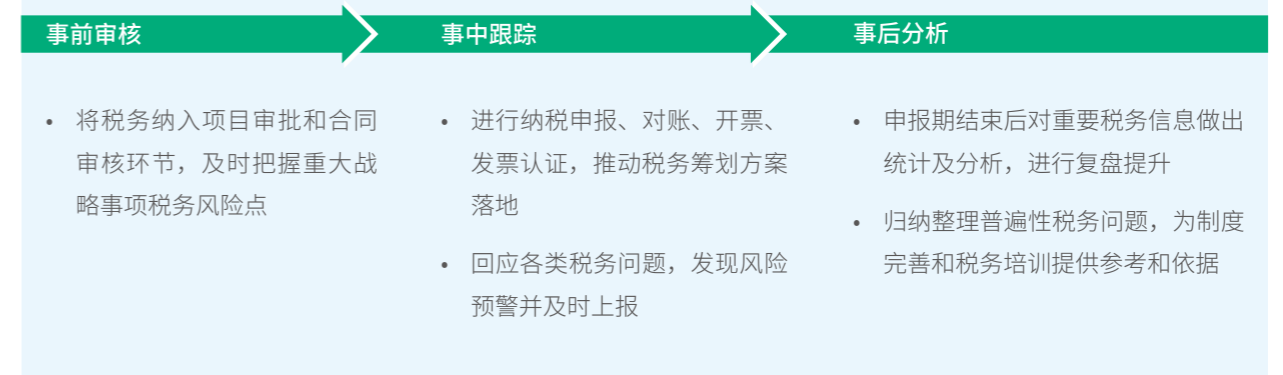 事前审核
• 将税务纳入项目审批和合同
审核环节，及时把握重大战
略事项税务风险点
事中跟踪
• 进行纳税申报、对账、开票、
发票认证，推动税务筹划方案
落地
• 回应各类税务问题，发现风险
预警并及时上报
事后分析
• 申报期结束后对重要税务信息做出
统计及分析，进行复盘提升
• 归纳整理普遍性税务问题，为制度
完善和税务培训提供参考和依据